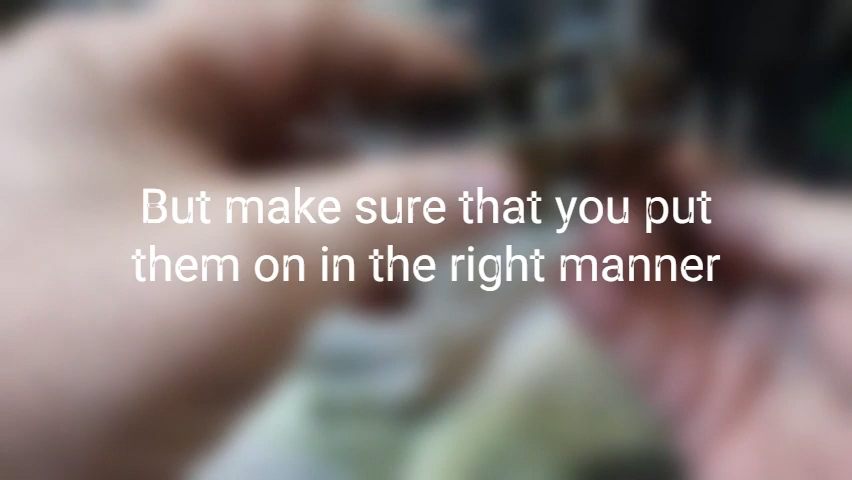 But make sure that you put
them on in the right manner